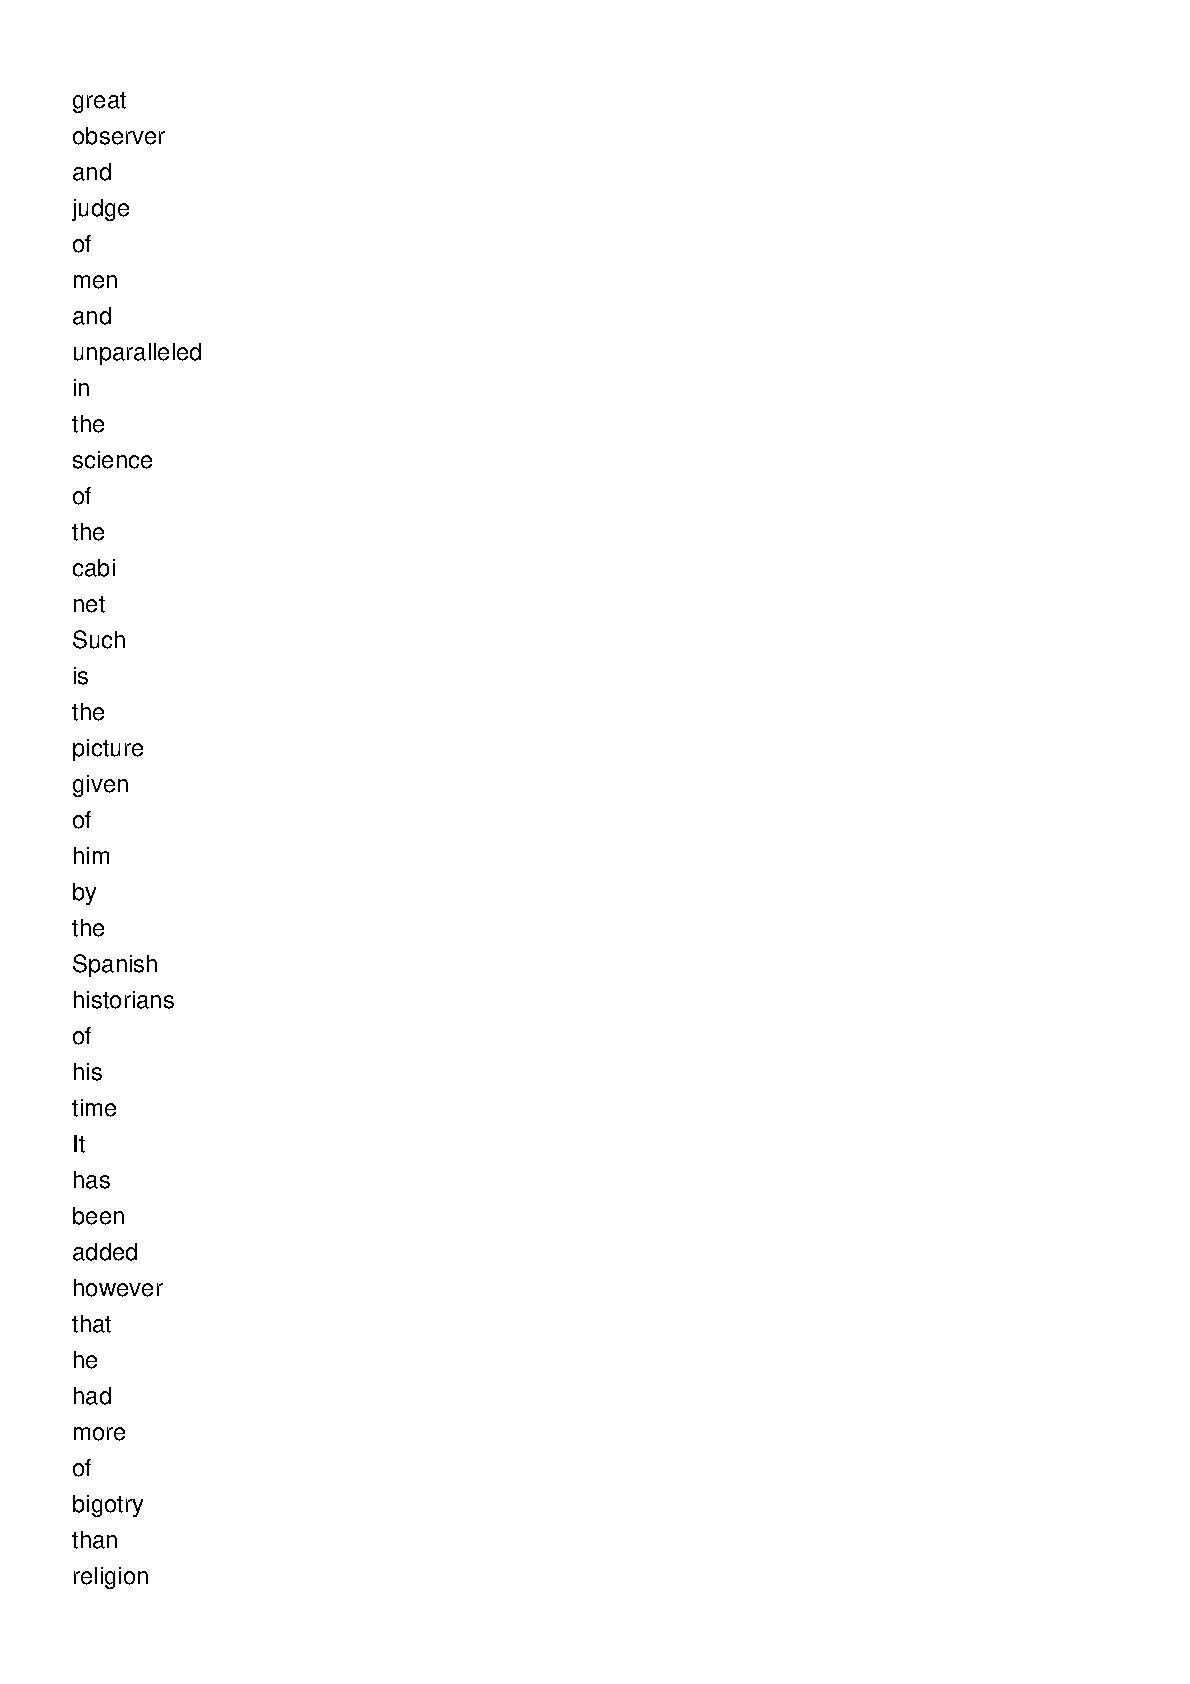 great
observer
and
judge
of
men
and
unparalleled
in
the
science
of
the
cabi
net
Such
is
the
picture
given
of
him
by
the
Spanish
historians
of
his
time
It
has
been
added
however
that
he
had
more
of
bigotry
than
religion